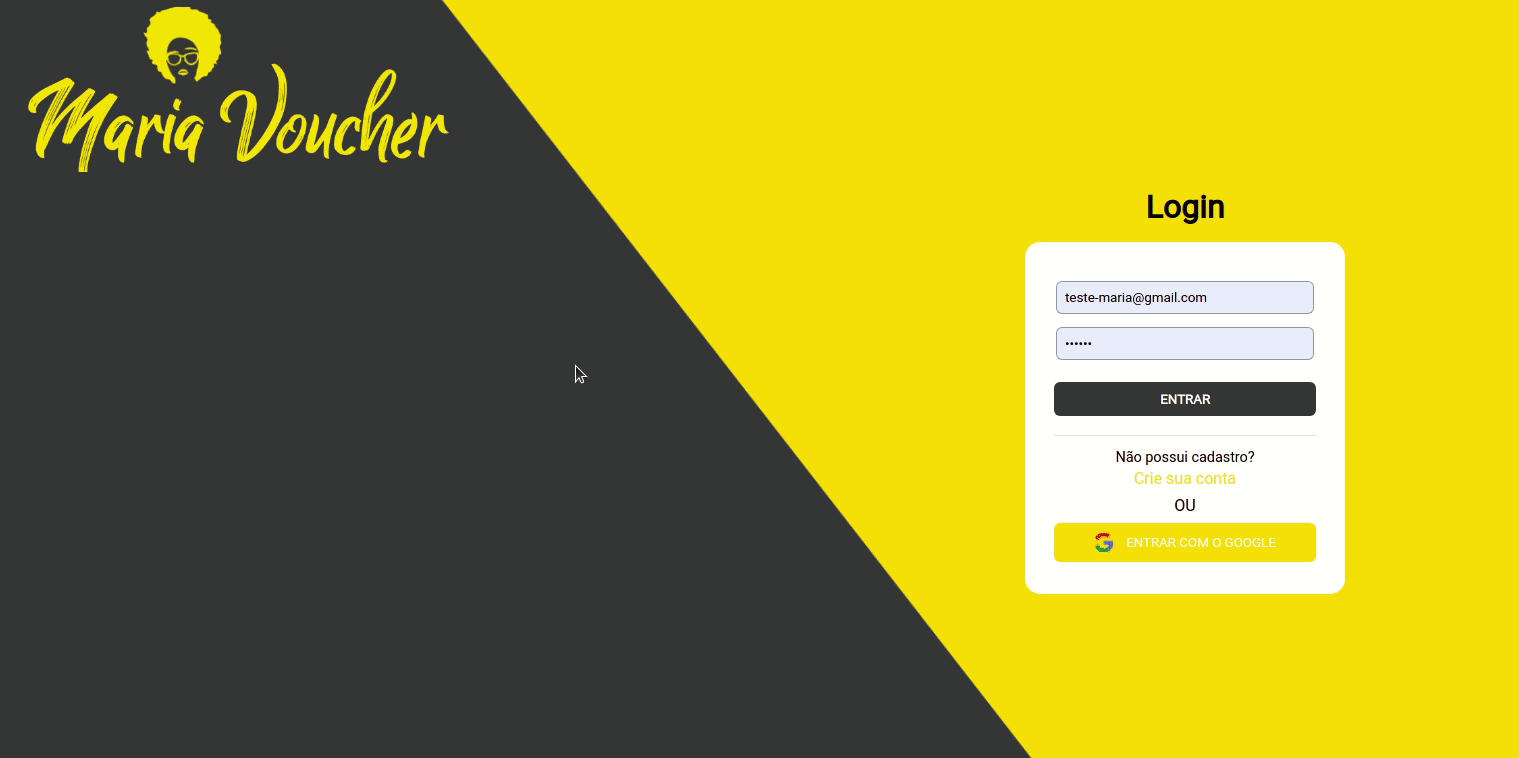 Maria Voucher
Login
teste-maria@gmail.com
••••••
ENTRAR
Não possui cadastro?
Crie sua conta
OU
ENTRAR COM O GOOGLE